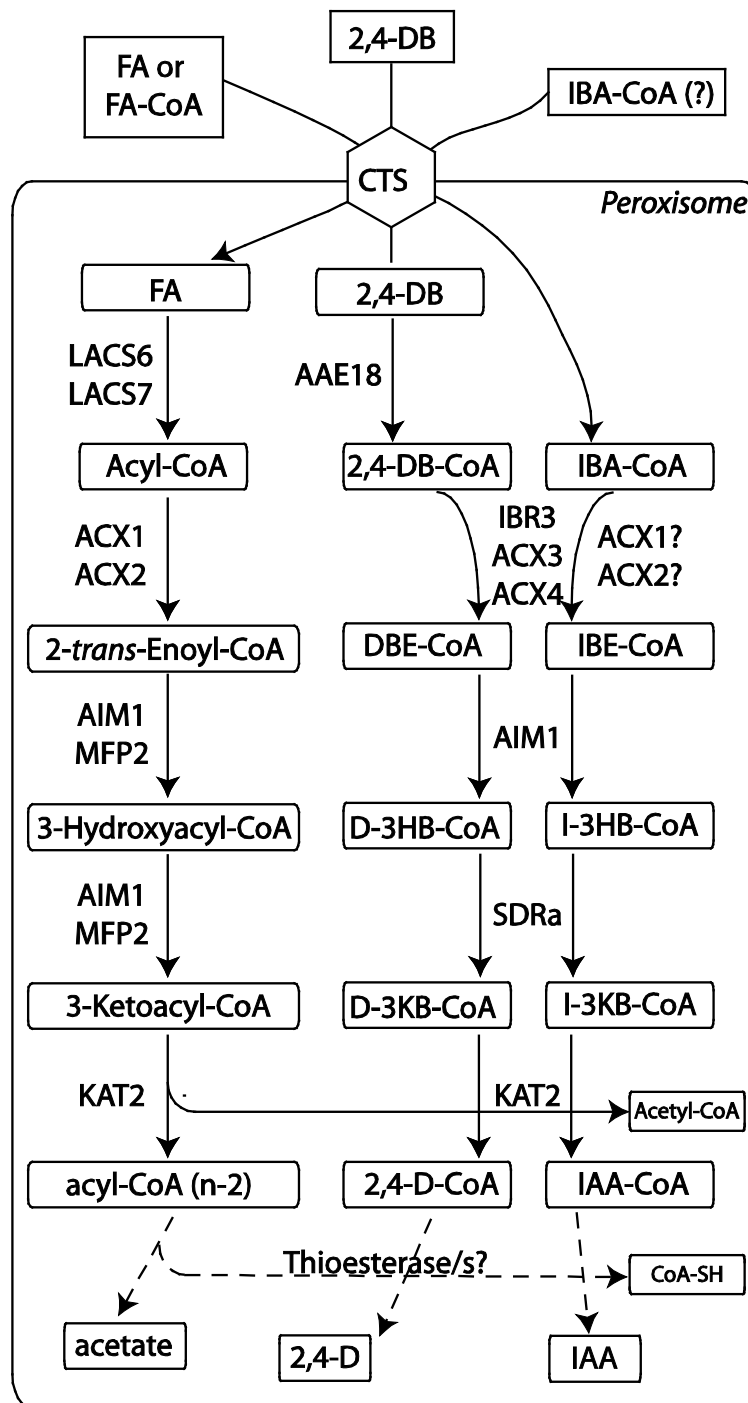 2,4-DB
FA or
FA-CoA
IBA-CoA (?)
CTS
Peroxisome
FA
2,4-DB
LACS6
LACS7
AAE18
Acyl-CoA
2,4-DB-CoA
IBA-CoA
ACX1
ACX2
IBR3
ACX3
ACX4
ACX1?
ACX2?
2-trans-Enoyl-CoA
DBE-CoA
IBE-CoA
AIM1
MFP2
AIM1
3-Hydroxyacyl-CoA
D-3HB-CoA
I-3HB-CoA
AIM1
MFP2
SDRa
3-Ketoacyl-CoA
D-3KB-CoA
I-3KB-CoA
KAT2
KAT2
Acetyl-CoA
acyl-CoA (n-2)
2,4-D-CoA
IAA-CoA
Thioesterase/s?
CoA-SH
acetate
2,4-D
IAA